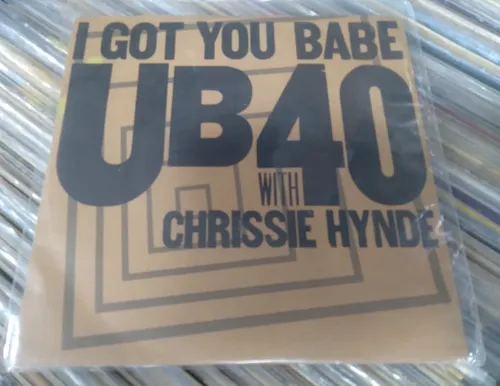 I GOT YOU BABE
UB40
WITH
CHRISSIE HYNDE